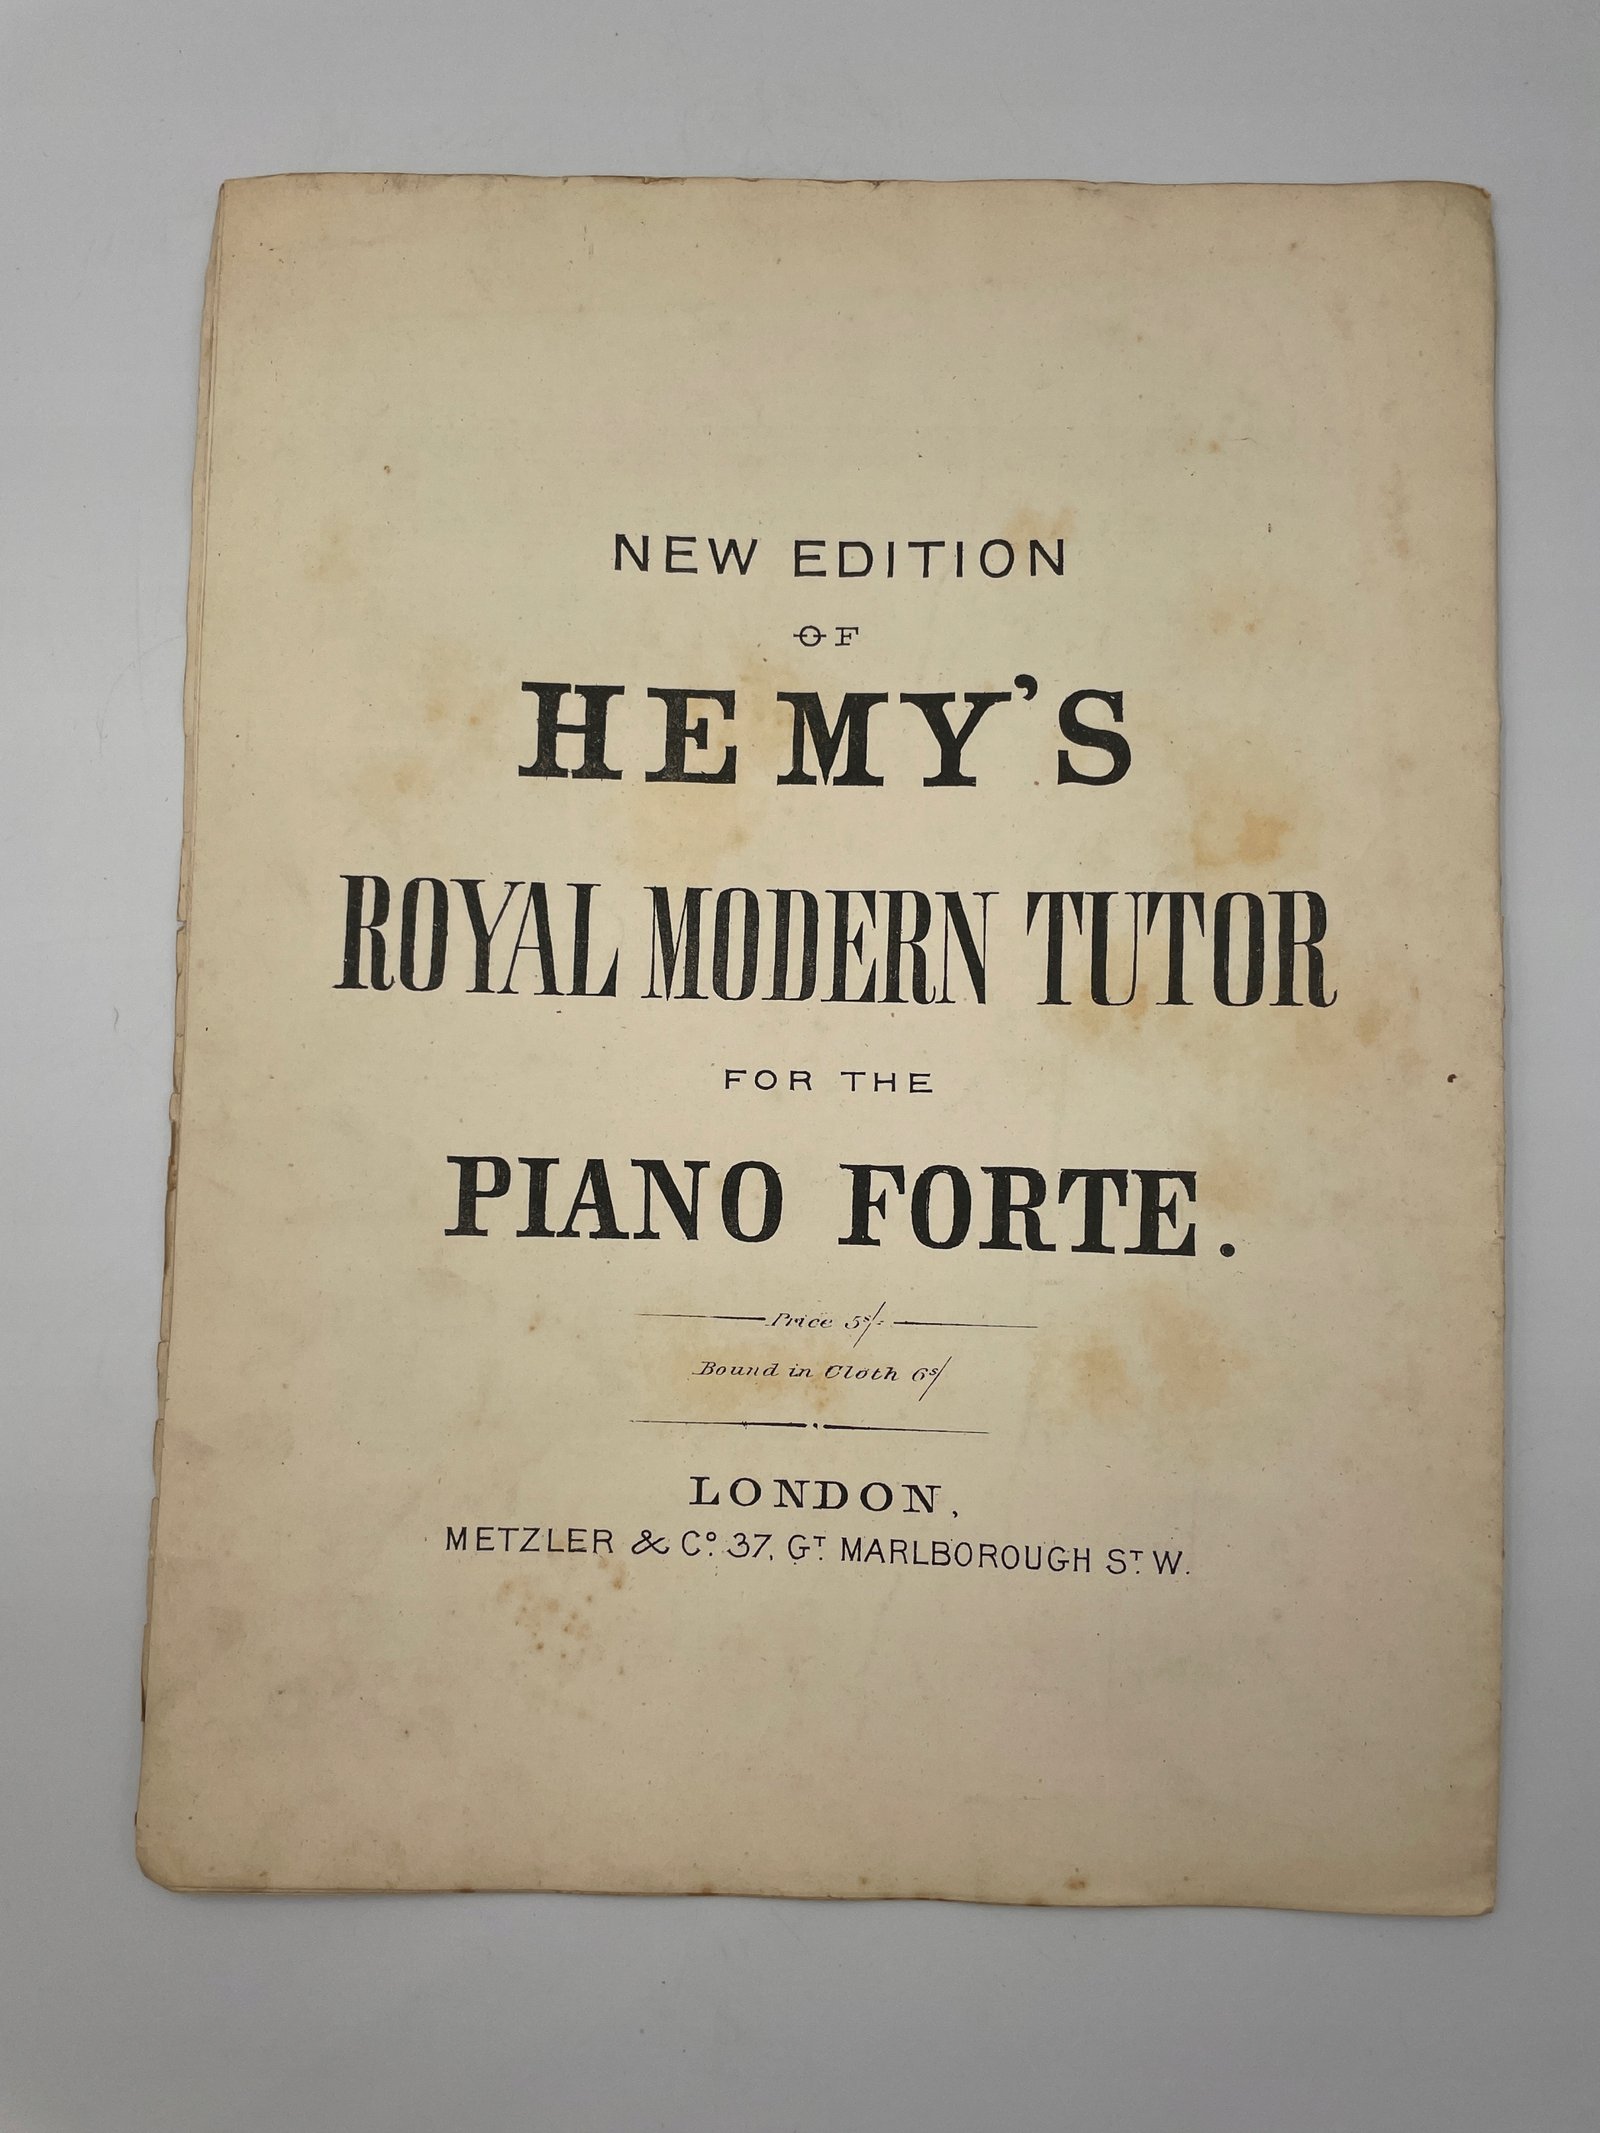 NEW EDITION
OF
HEMY'S
ROYAL MODERN TUTOR
FOR THE
PIANO FORTE.
Price 5s/-
Bound in Cloth 6s/
LONDON,
METZLER & Co. 37, GT. MARLBOROUGH ST. W.